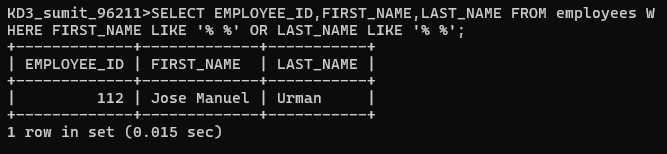 KD3_sumit_96211>SELECT EMPLOYEE_ID,FIRST_NAME,LAST_NAME FROM employees W
HERE FIRST_NAME LIKE '% %' OR LAST_NAME LIKE '% %';
+-------------+-------------+-----------+
| EMPLOYEE_ID | FIRST_NAME  | LAST_NAME |
+-------------+-------------+-----------+
|         112 | Jose Manuel | Urman     |
+-------------+-------------+-----------+
1 row in set (0.015 sec)